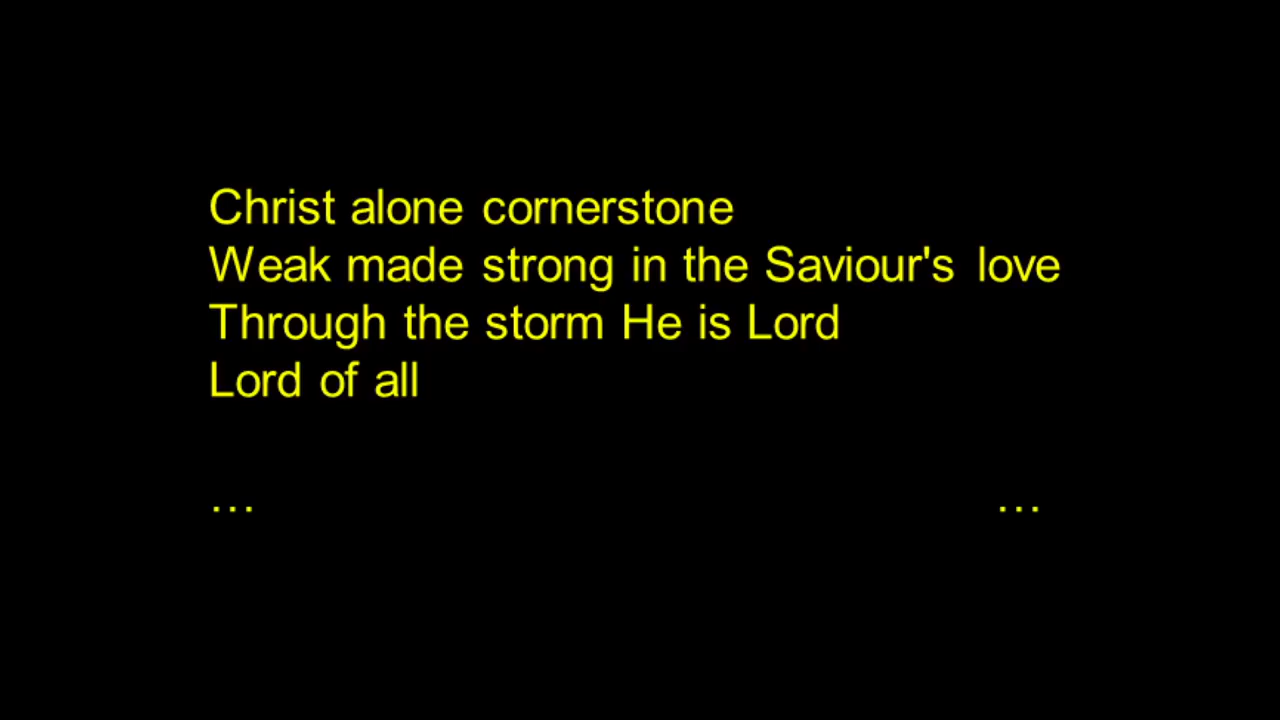 Christ alone cornerstone
Weak made strong in the Saviour's love
Through the storm He is Lord
Lord of all
… …